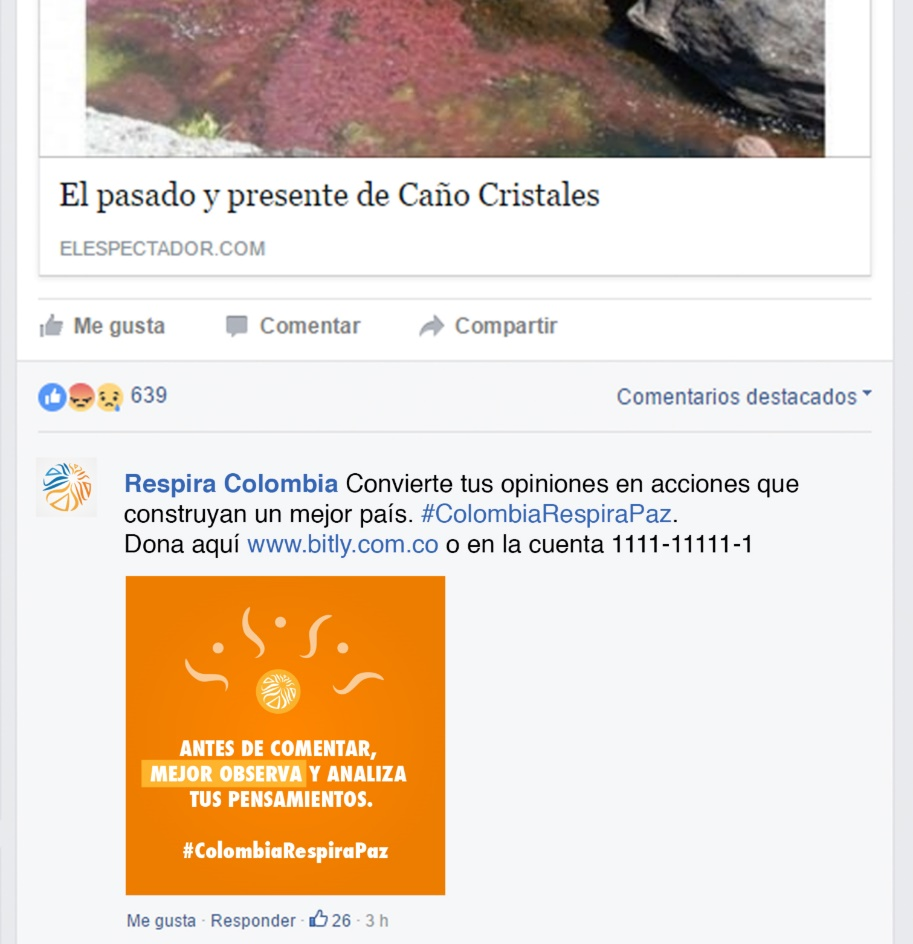 El pasado y presente de Caño Cristales
ELESPECTADOR.COM
Me gusta Comentar Compartir
639 Comentarios destacados
Respira Colombia Convierte tus opiniones en acciones que
construyan un mejor país. #ColombiaRespiraPaz.
Dona aquí www.bitly.com.co o en la cuenta 1111-11111-1
ANTES DE COMENTAR,
MEJOR OBSERVA Y ANALIZA
TUS PENSAMIENTOS.
#ColombiaRespiraPaz
Me gusta · Responder · 26 · 3 h